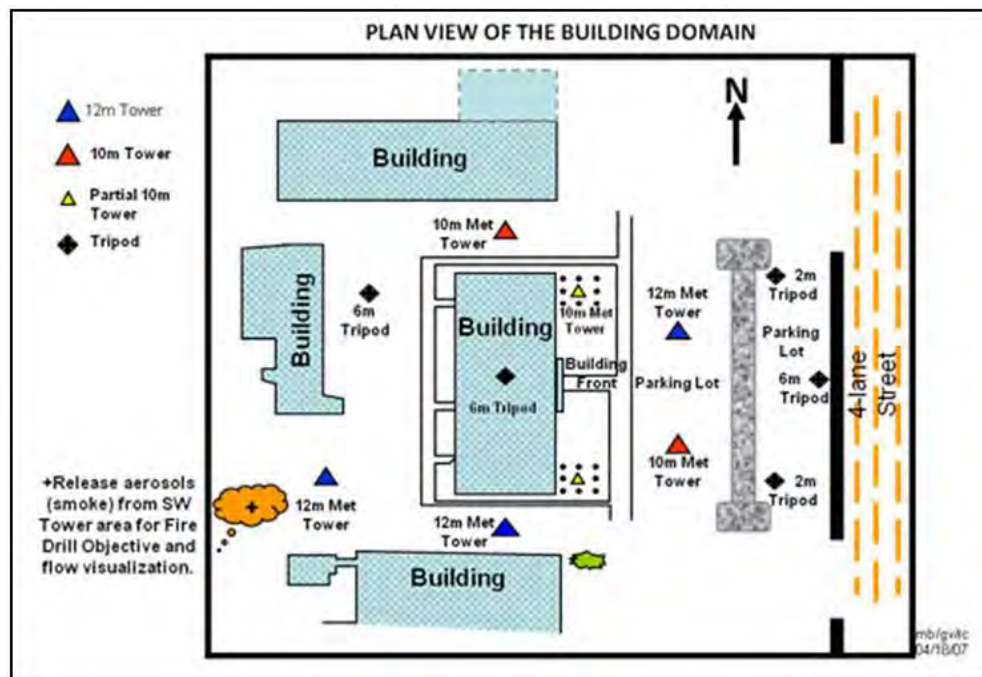 PLAN VIEW OF THE BUILDING DOMAIN
12m Tower
10m Tower
Partial 10m
Tower
Tripod
N
Building
10m Met
Tower
Building
6m
Tripod
Building
10m Met
Tower
6m Tripod
Building
Front
12m Met
Tower
Parking Lot
10m Met
Tower
2m
Tripod
Parking
Lot
6m
Tripod
2m
Tripod
4-lane
Street
+Release aerosols
(smoke) from SW
Tower area for Fire
Drill Objective and
flow visualization.
+
12m Met
Tower
12m Met
Tower
Building
04/18/07